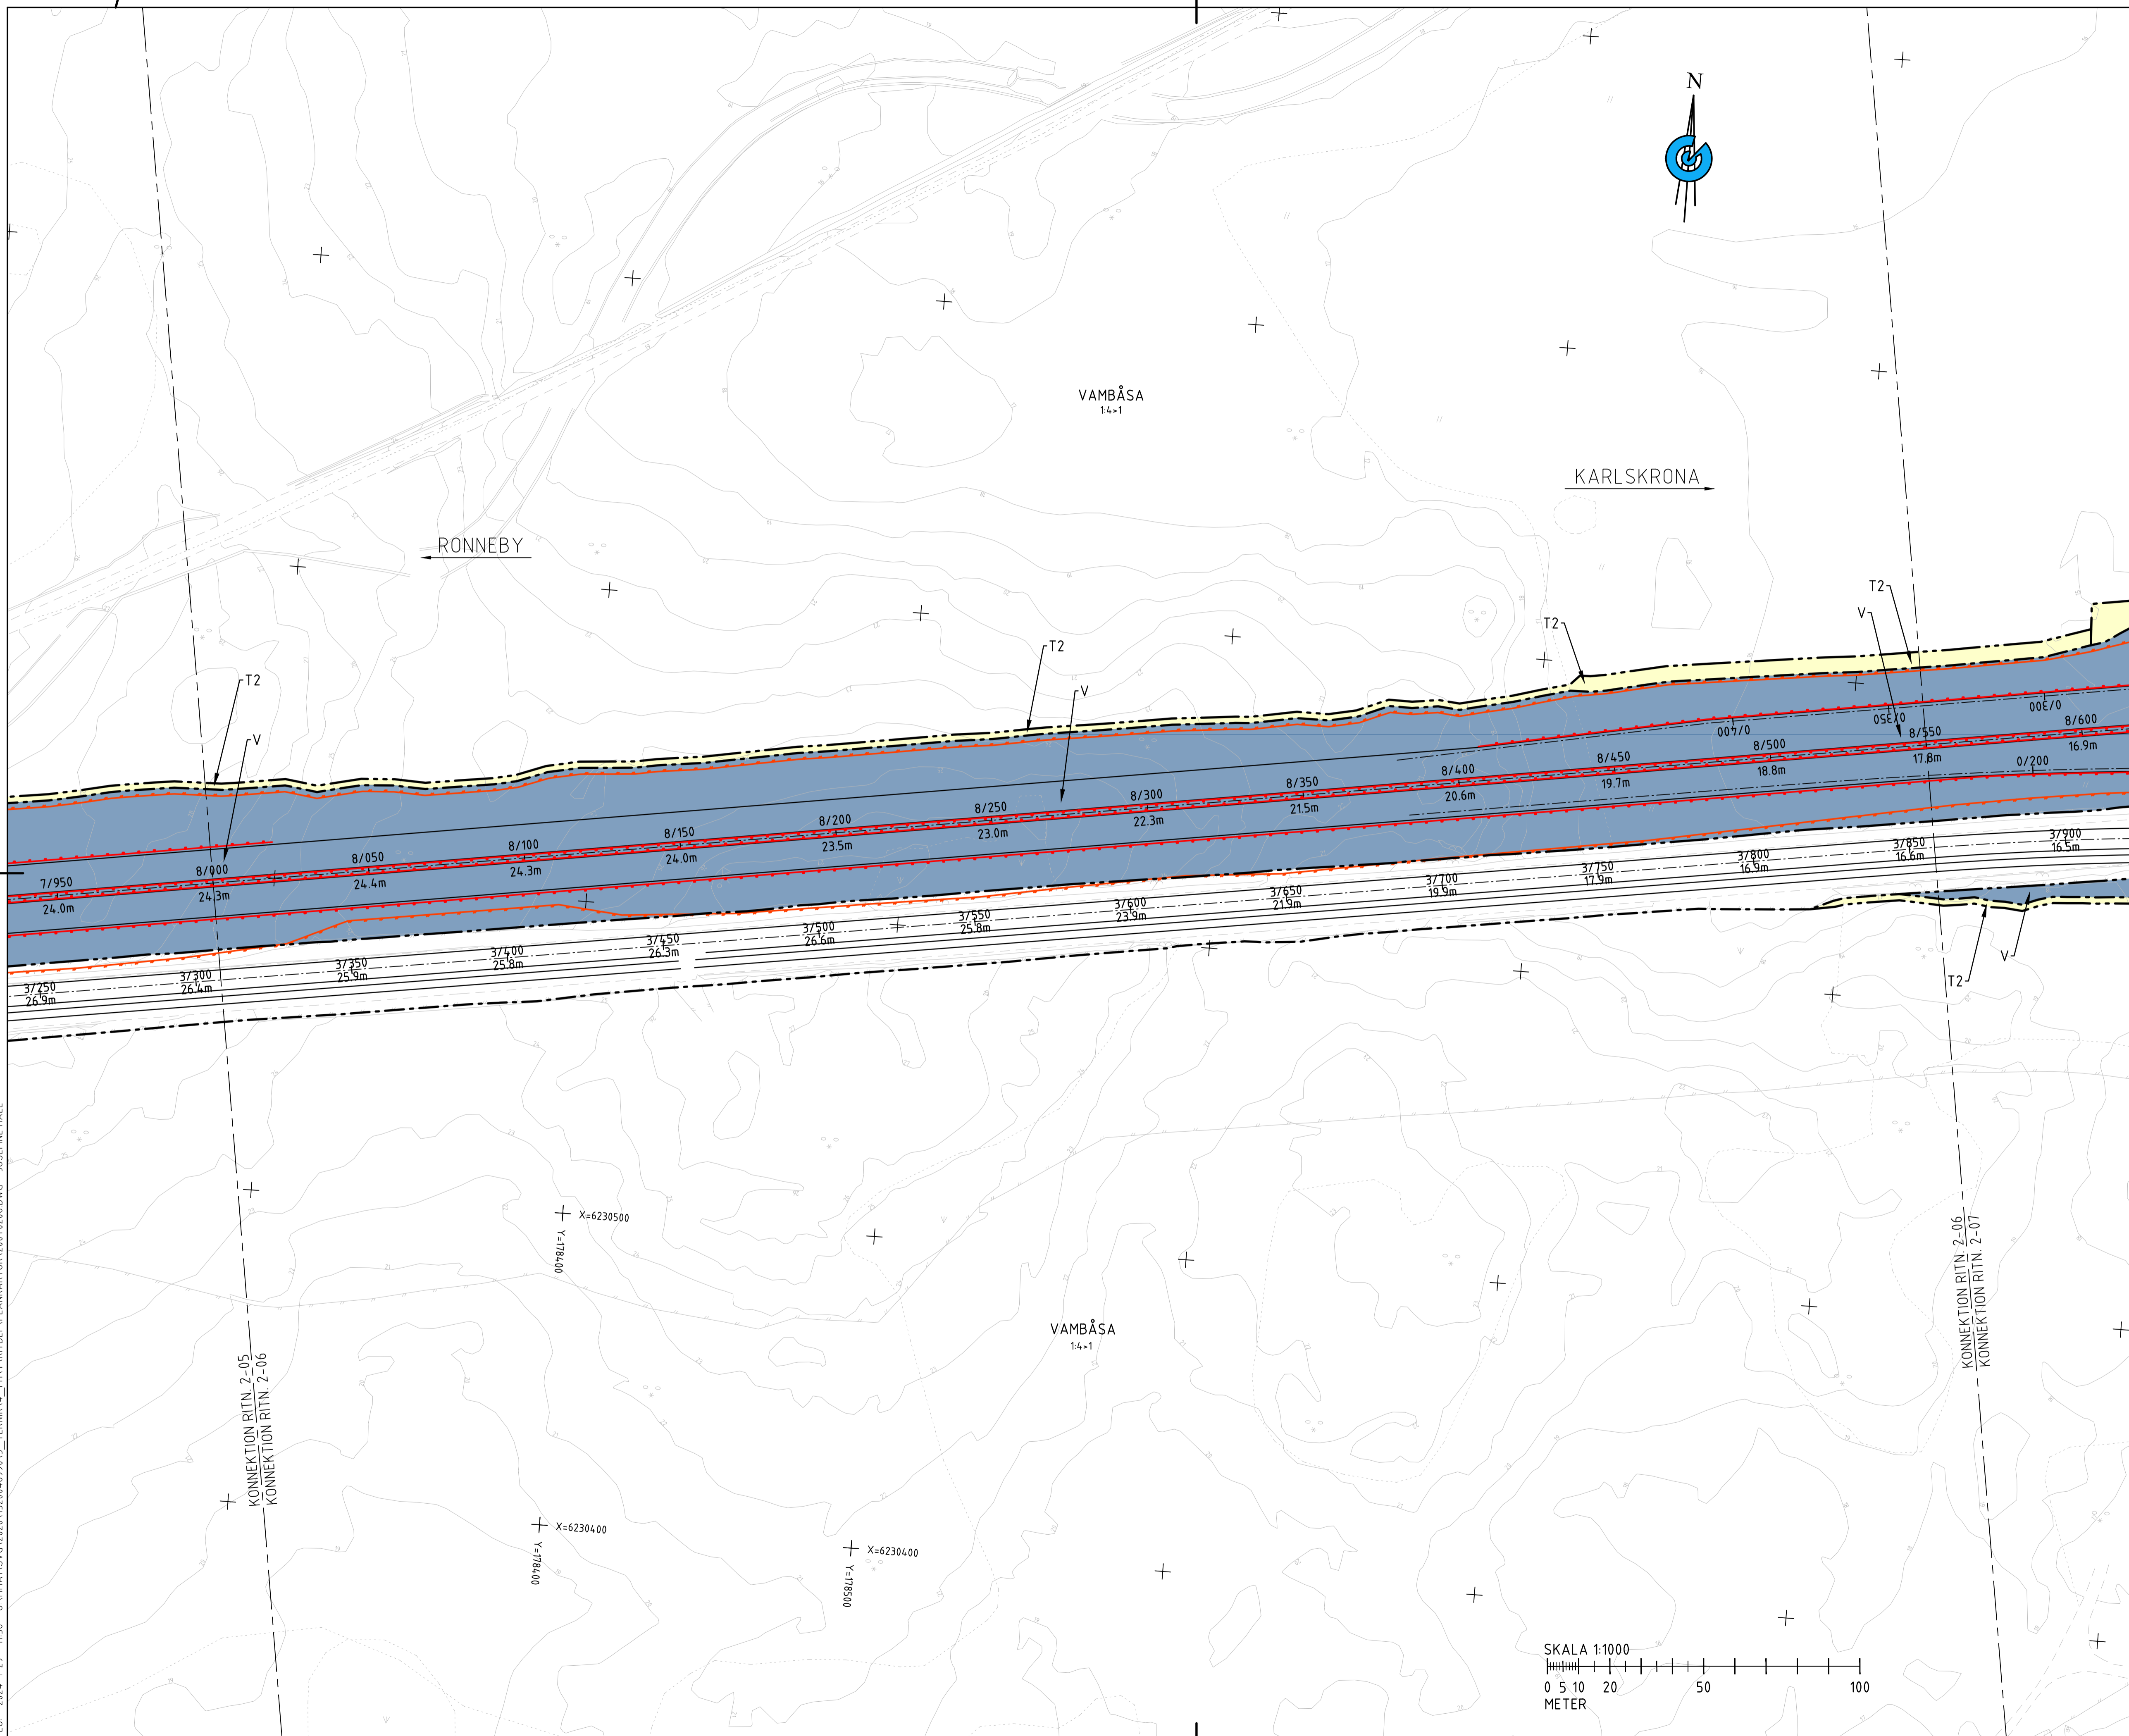 N
VAMBÅSA
1:4>1
KARLSKRONA
RONNEBY
T2
V
T2
V
T2
T2
V
0/400
0/350
0/300
7/950
24.0m
8/000
24.3m
8/050
24.4m
8/100
24.3m
8/150
24.0m
8/200
23.5m
8/250
23.0m
8/300
22.3m
8/350
21.5m
8/400
20.6m
8/450
19.7m
8/500
18.8m
8/550
17.8m
8/600
16.9m
0/200
3/250
26.9m
3/300
26.4m
3/350
25.9m
3/400
25.8m
3/450
26.3m
3/500
26.6m
3/550
25.8m
3/600
23.9m
3/650
21.9m
3/700
19.9m
3/750
17.9m
3/800
16.9m
3/850
16.6m
3/900
16.5m
V
T2
X=6230500
Y=178400
KONNEKTION RITN. 2-05
KONNEKTION RITN. 2-06
KONNEKTION RITN. 2-06
KONNEKTION RITN. 2-07
VAMBÅSA
1:4>1
X=6230400
Y=178400
X=6230400
Y=178500
SKALA 1:1000
0 5 10 20 50 100
METER